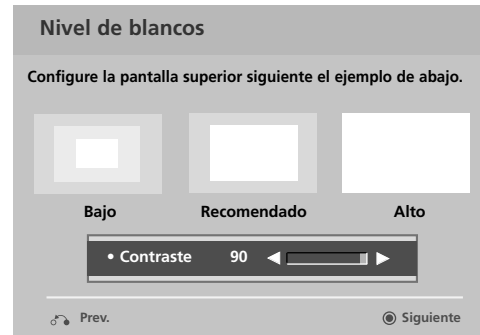 Nivel de blancos
Configure la pantalla superior siguiente el ejemplo de abajo.
Bajo Recomendado Alto
• Contraste 90
Prev. Siguiente